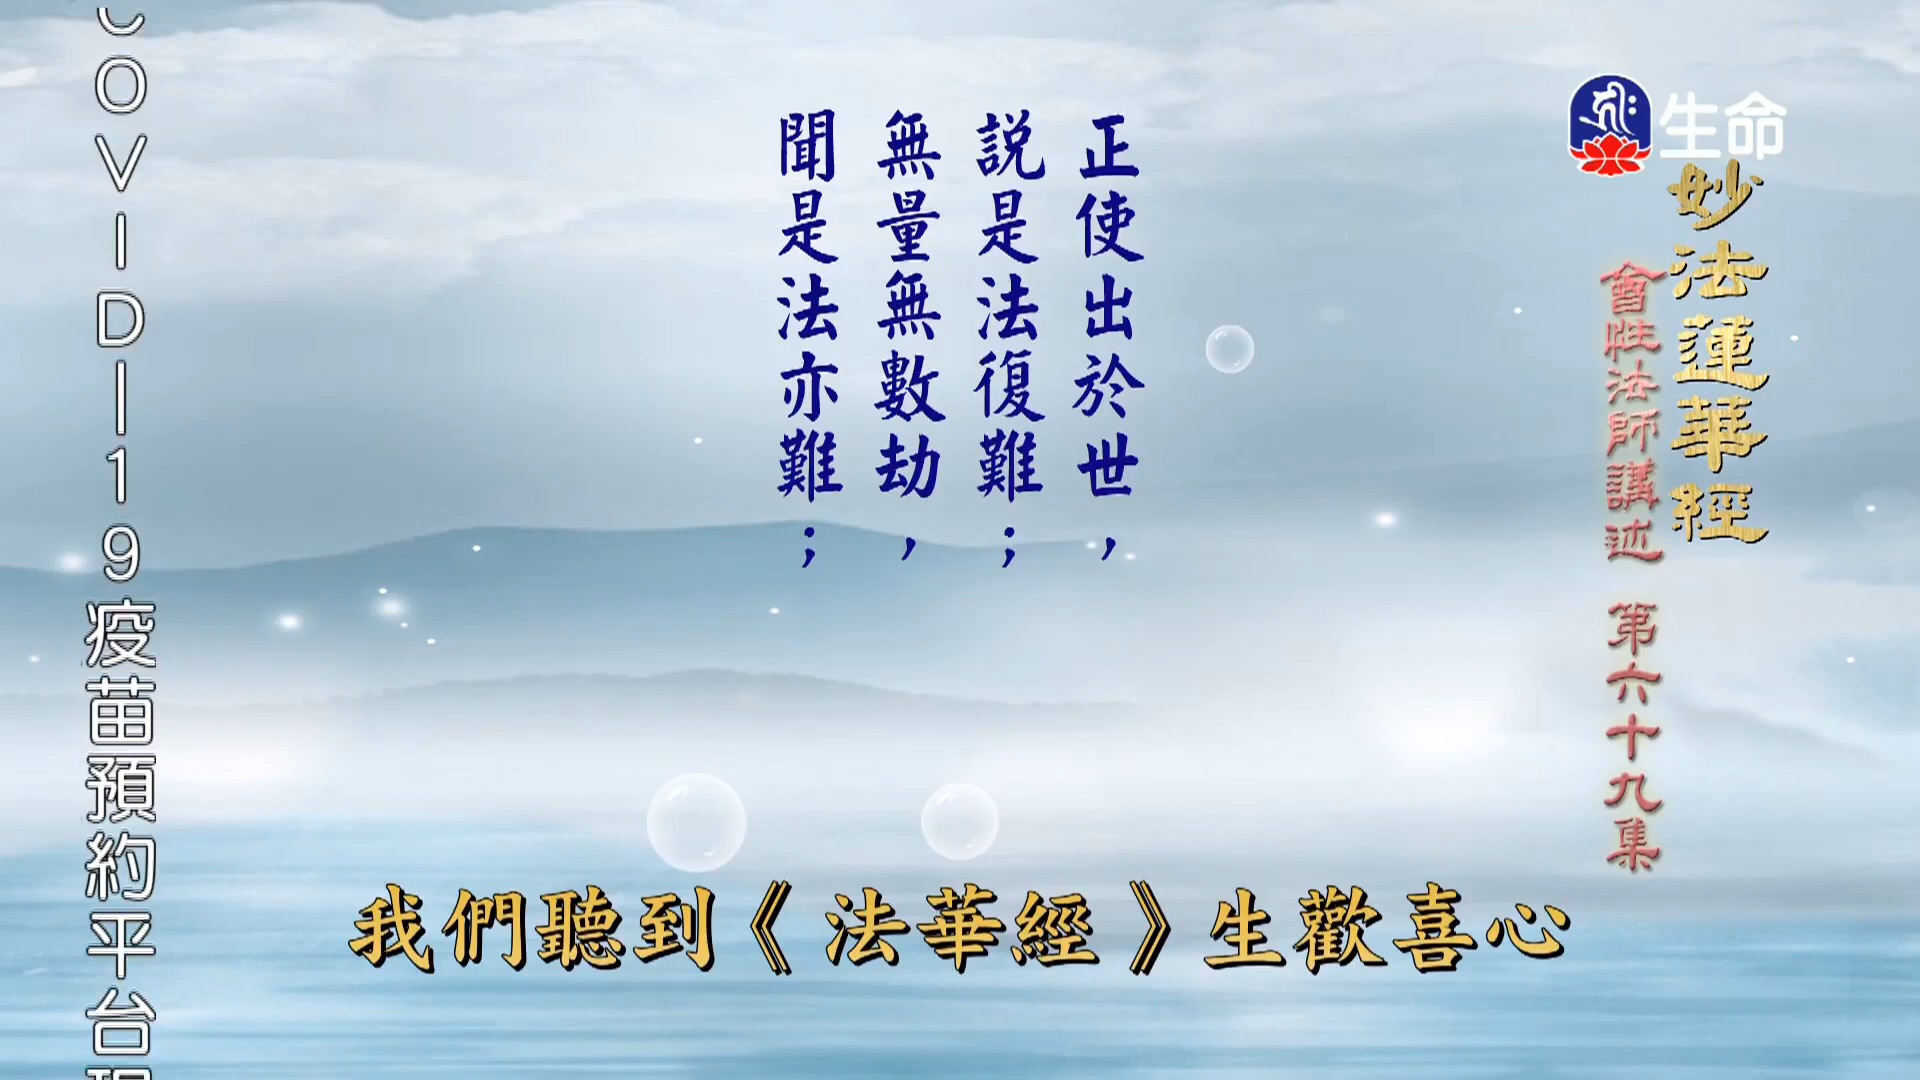 正使出於世，
說是法復難；
無量無數劫，
聞是法亦難；
生命
妙法蓮華經
會性法師講述 第六十九集
OVID-19疫苗預約平台
我們聽到《法華經》生歡喜心